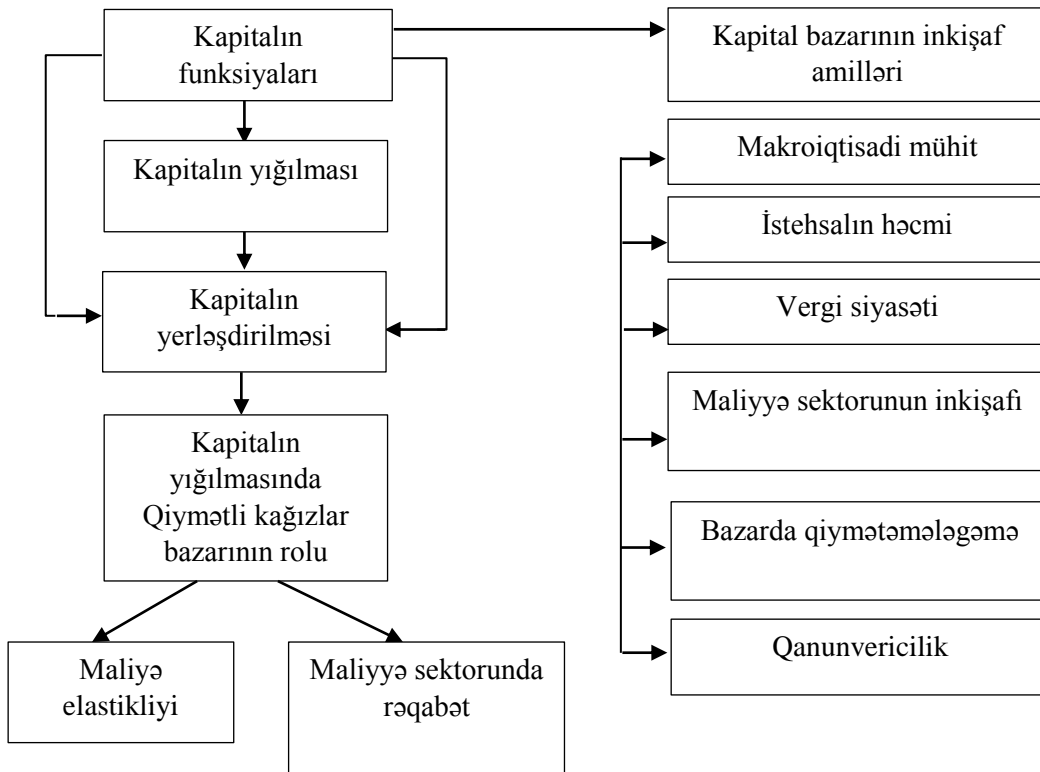 Kapitalın
funksiyaları
Kapitalın yığılması
Kapitalın
yerləşdirilməsi
Kapitalın
yığılmasında
Qiymətli kağızlar
bazarının rolu
Maliyə
elastikliyi
Maliyyə sektorunda
rəqabət
Kapital bazarının inkişaf
amilləri
Makroiqtisadi mühit
İstehsalın həcmi
Vergi siyasəti
Maliyyə sektorunun inkişafı
Bazarda qiymətəmələgəmə
Qanunvericilik